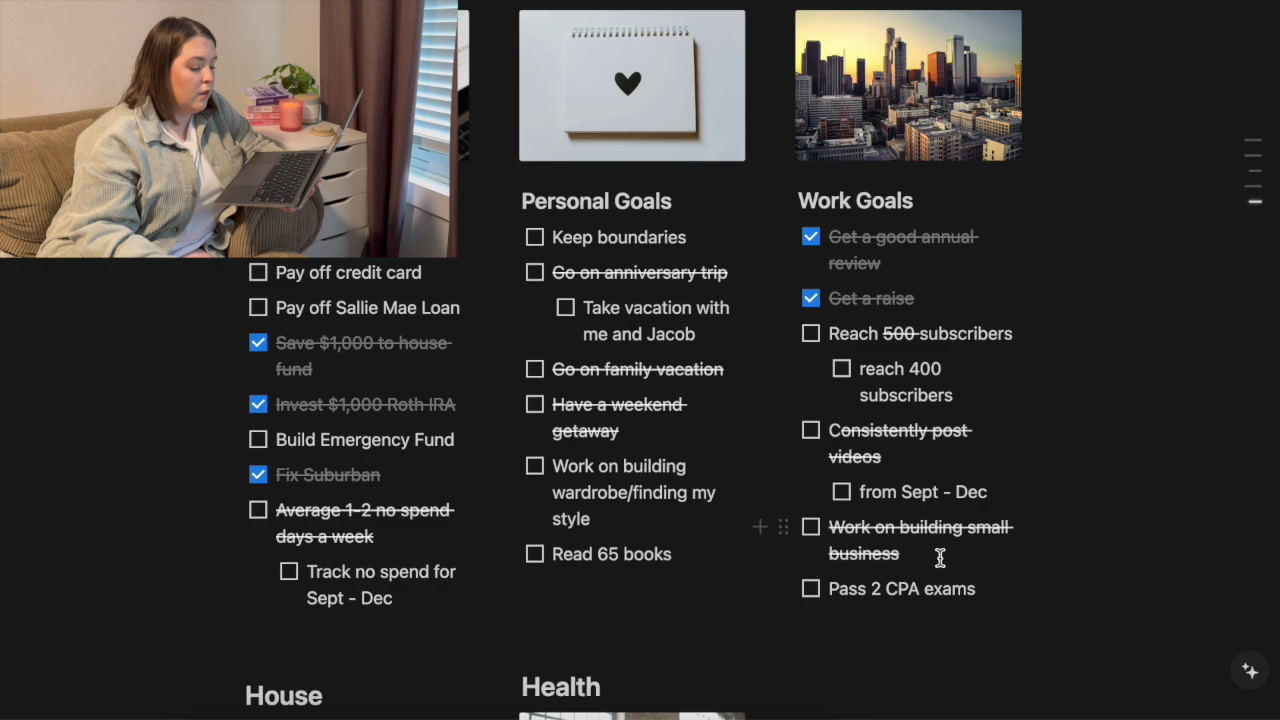 Pay off credit card
Pay off Sallie Mae Loan
Save $1,000 to house
fund
Invest $1,000 Roth IRA
Build Emergency Fund
Fix Suburban
Average 1-2 no spend
days a week
Track no spend for
Sept - Dec
House
Personal Goals
Keep boundaries
Go on anniversary trip
Take vacation with
me and Jacob
Go on family vacation
Have a weekend
getaway
Work on building
wardrobe/finding my
style
Read 65 books
Health
Work Goals
Get a good annual
review
Get a raise
Reach 500 subscribers
reach 400
subscribers
Consistently post
videos
from Sept - Dec
Work on building small
business
Pass 2 CPA exams